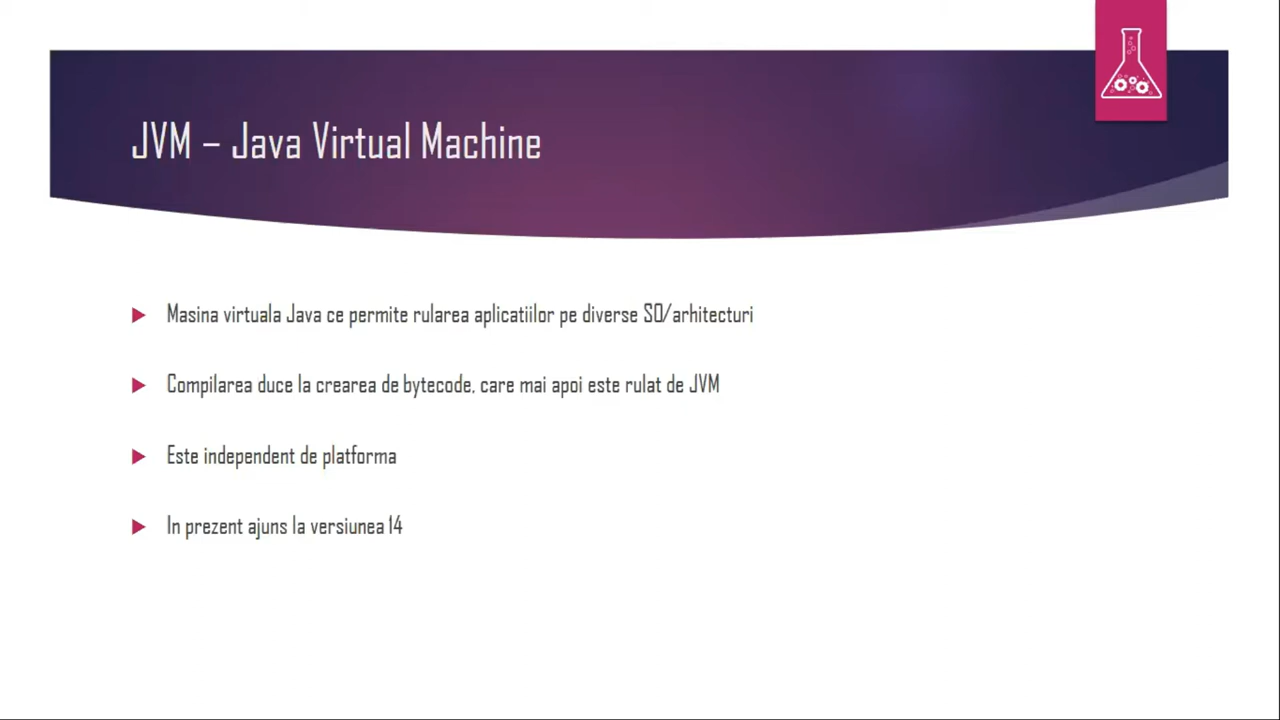 JVM – Java Virtual Machine
Masina virtuala Java ce permite rularea aplicatiilor pe diverse SO/arhitecturi
Compilarea duce la crearea de bytecode, care mai apoi este rulat de JVM
Este independent de platforma
In prezent ajuns la versiunea 14